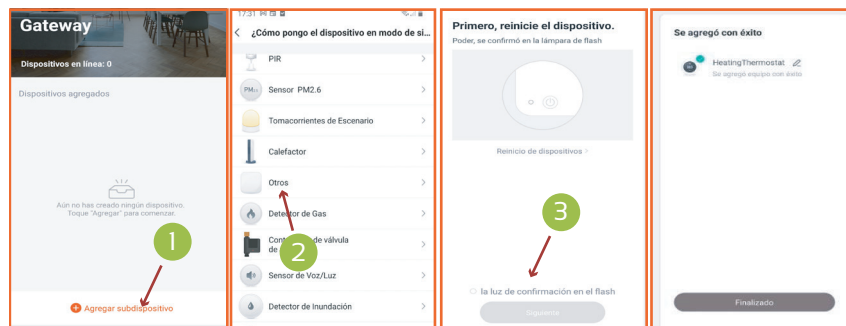 Gateway
Dispositivos en línea: 0
Dispositivos agregados
Aún no has creado ningún dispositivo.
Toque "Agregar" para comenzar.
1
Agregar subdispositivo
17:31
¿Cómo pongo el dispositivo en modo de si...
PIR
PM2.5
Sensor PM2.6
Tomacorrientes de Escenario
Calefactor
Otros
Detector de Gas
de válvula
de
2
Sensor de Voz/Luz
Detector de Inundación
Primero, reinicie el dispositivo.
Poder, se confirmó en la lámpara de flash
Reinicio de dispositivos >
3
la luz de confirmación en el flash
Siguiente
Se agregó con éxito
HeatingThermostat
Se agregó equipo con éxito
Finalizado